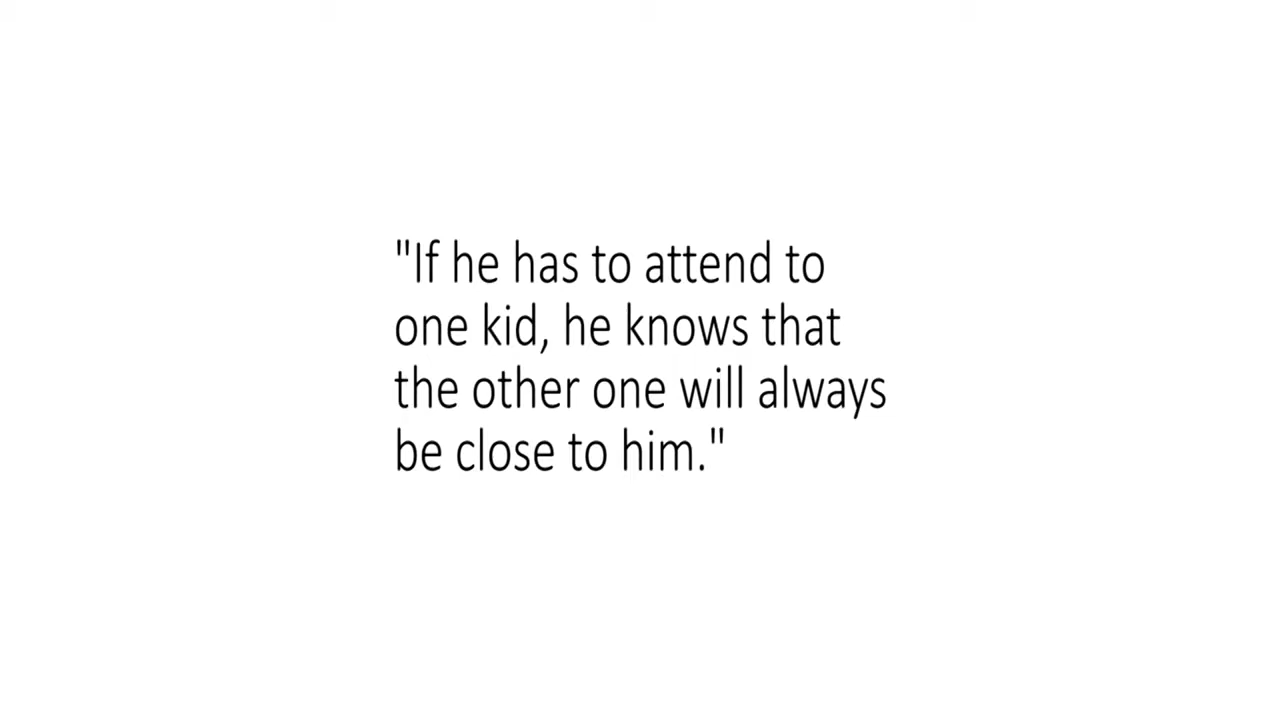 "If he has to attend to
one kid, he knows that
the other one will always
be close to him."